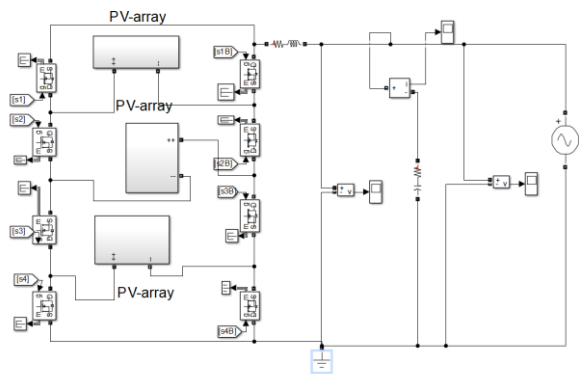 PV-array
[s1B]
[s1]
PV-array
[s2]
[s2B]
[s3B]
[s3]
[s4]
PV-array
[s4B]